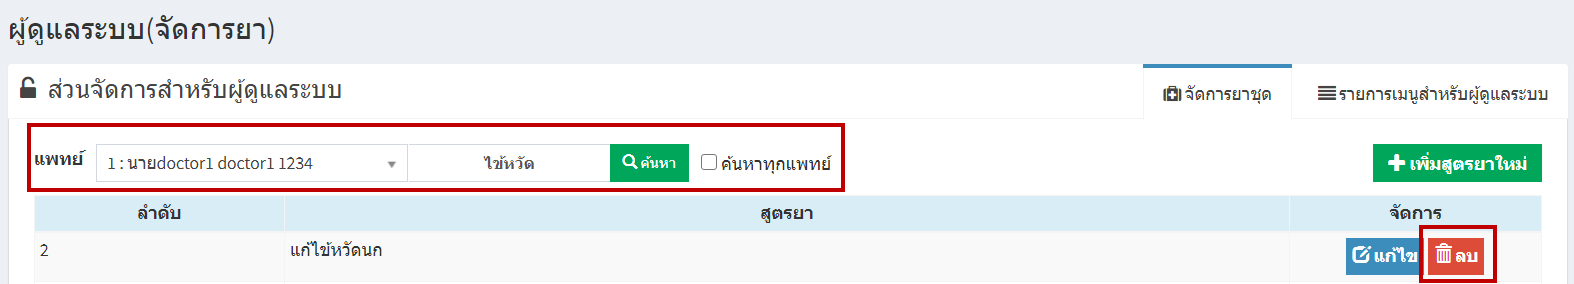 ผู้ดูแลระบบ(จัดการยา)
ส่วนจัดการสำหรับผู้ดูแลระบบ
จัดการยาชุด
รายการเมนูสำหรับผู้ดูแลระบบ
แพทย์ 1 : นายdoctor1 doctor1 1234 ไข้หวัด ค้นหา ค้นหาทุกแพทย์ เพิ่มสูตรยาใหม่
ลำดับ สูตรยา จัดการ
2 แก้ไข้หวัดนก แก้ไข ลบ